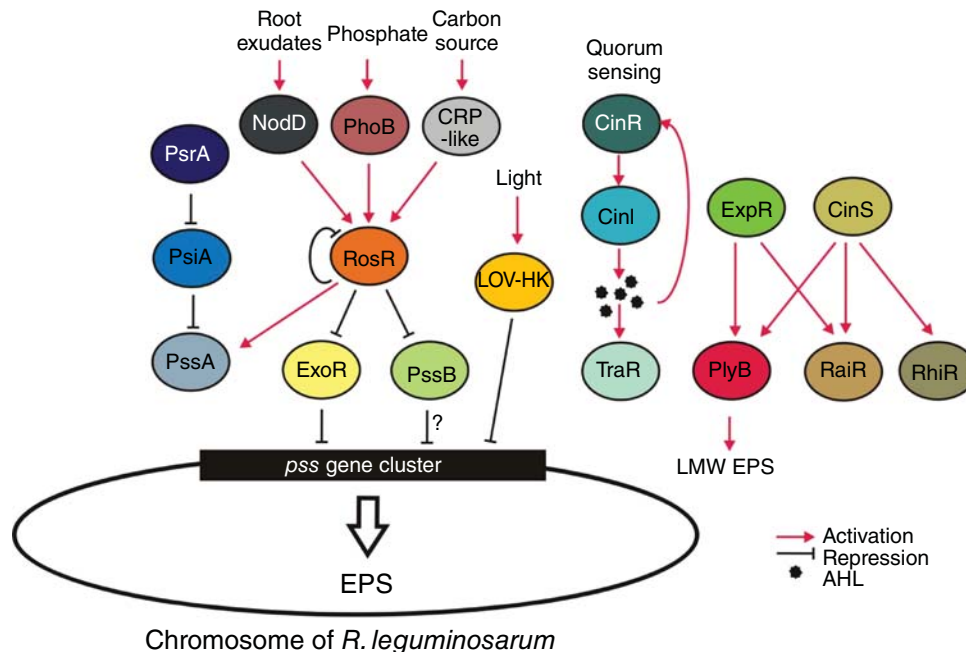 Root
exudates
Phosphate
Carbon
source
Quorum
sensing
NodD
PhoB
CRP
-like
CinR
PsrA
Light
CinI
ExpR
CinS
PsiA
RosR
LOV-HK
PssA
ExoR
PssB
TraR
PlyB
RaiR
RhiR
?
pss gene cluster
LMW EPS
EPS
Activation
Repression
AHL
Chromosome of R. leguminosarum